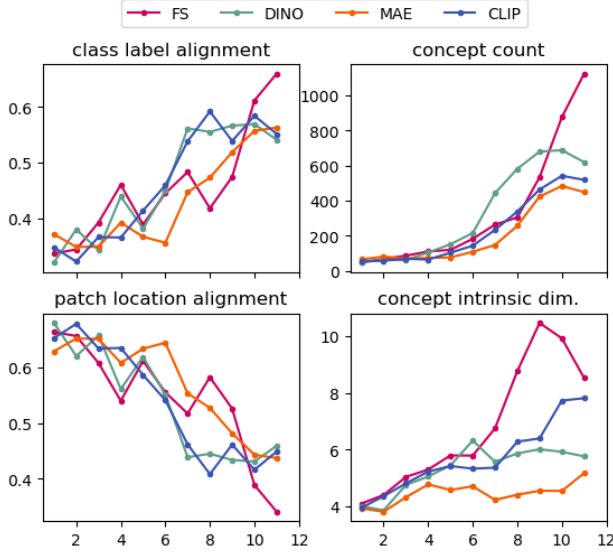 FS DINO MAE CLIP
class label alignment
0.6
0.5
0.4
concept count
1000
800
600
400
200
0
patch location alignment
0.6
0.5
0.4
2 4 6 8 10 12
concept intrinsic dim.
10
8
6
4
2 4 6 8 10 12